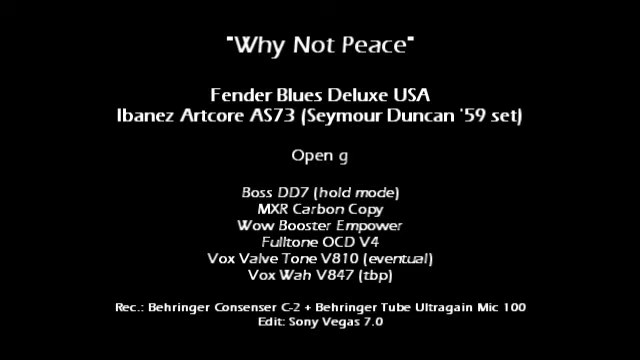 "Why Not Peace"
Fender Blues Deluxe USA
Ibanez Artcore AS73 (Seymour Duncan '59 set)
Open g
Boss DD7 (hold mode)
MXR Carbon Copy
Wow Booster Empower
Fulltone OCD V4
Vox Valve Tone V810 (eventual)
Vox Wah V847 (tbp)
Rec.: Behringer Consenser C-2 + Behringer Tube Ultragain Mic 100
Edit: Sony Vegas 7.0